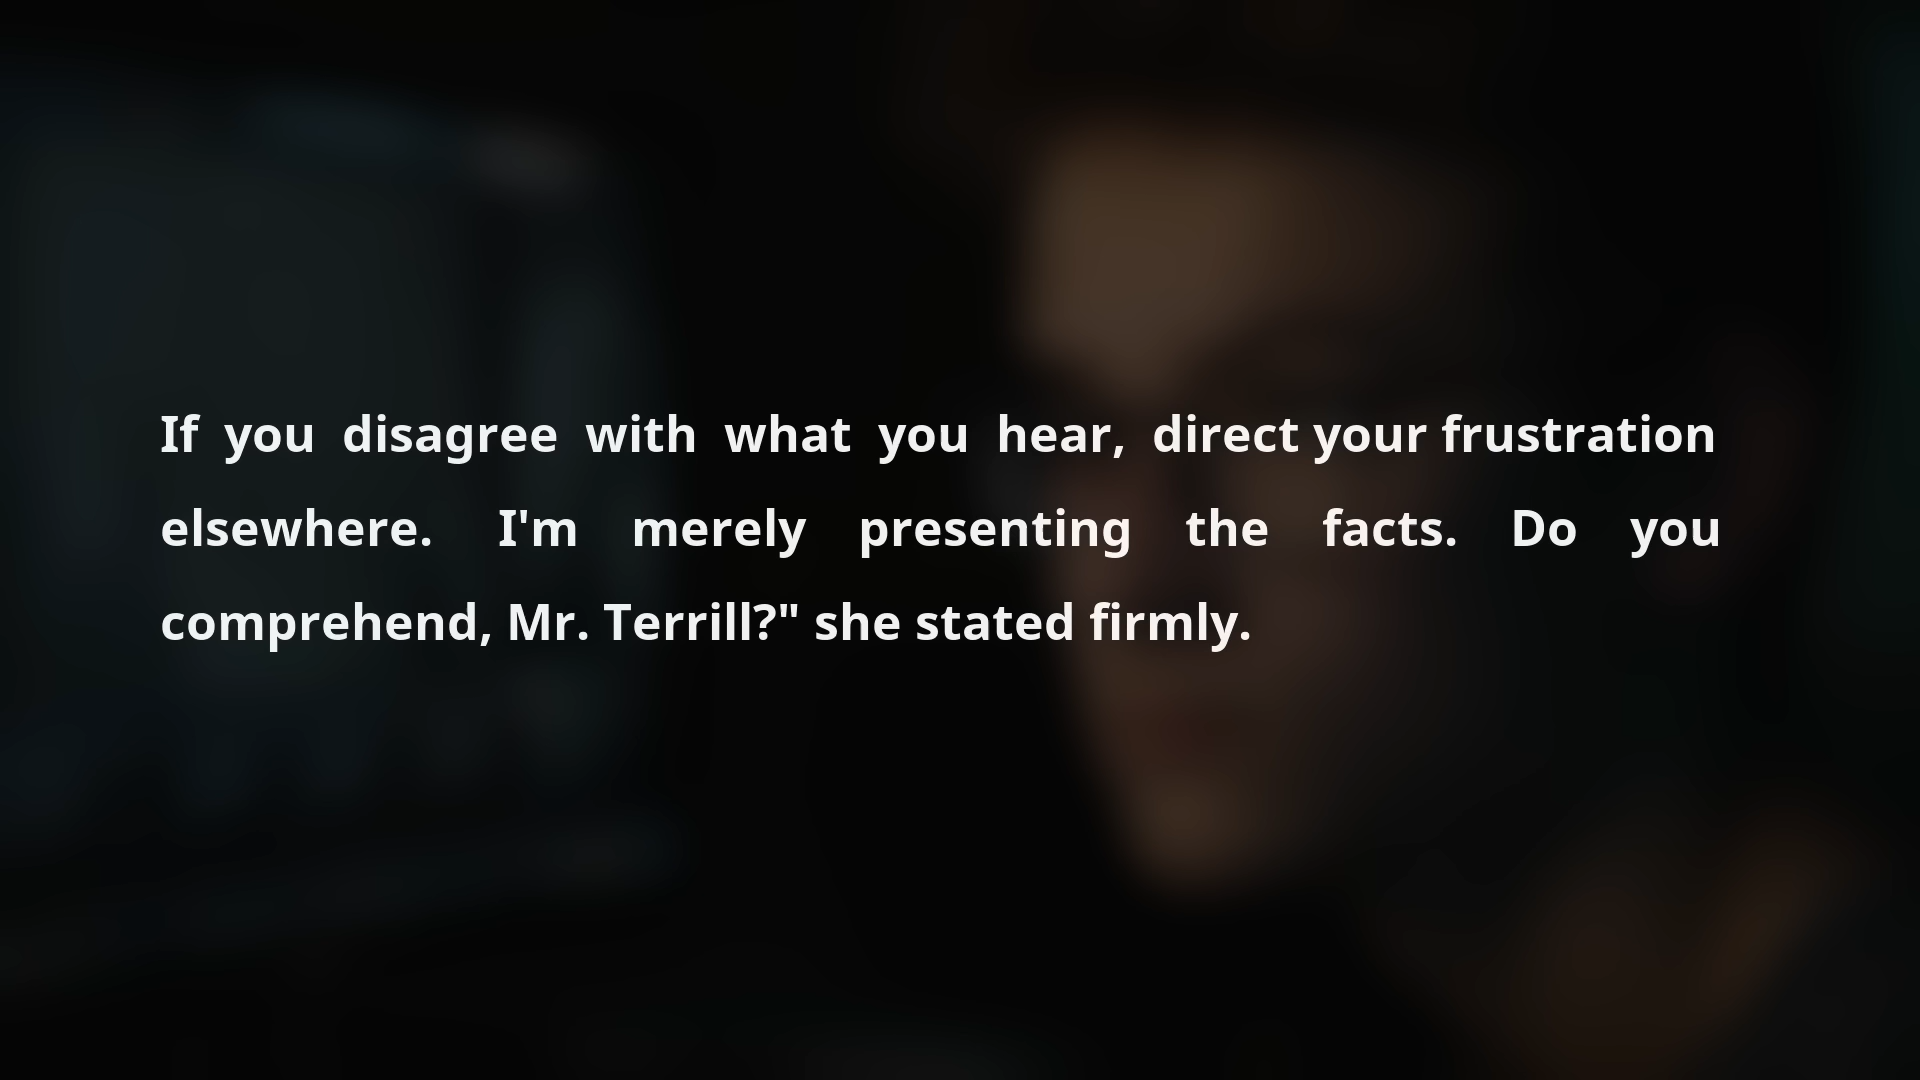 If you disagree with what you hear, direct your frustration
elsewhere. I'm merely presenting the facts. Do you
comprehend, Mr. Terrill?" she stated firmly.